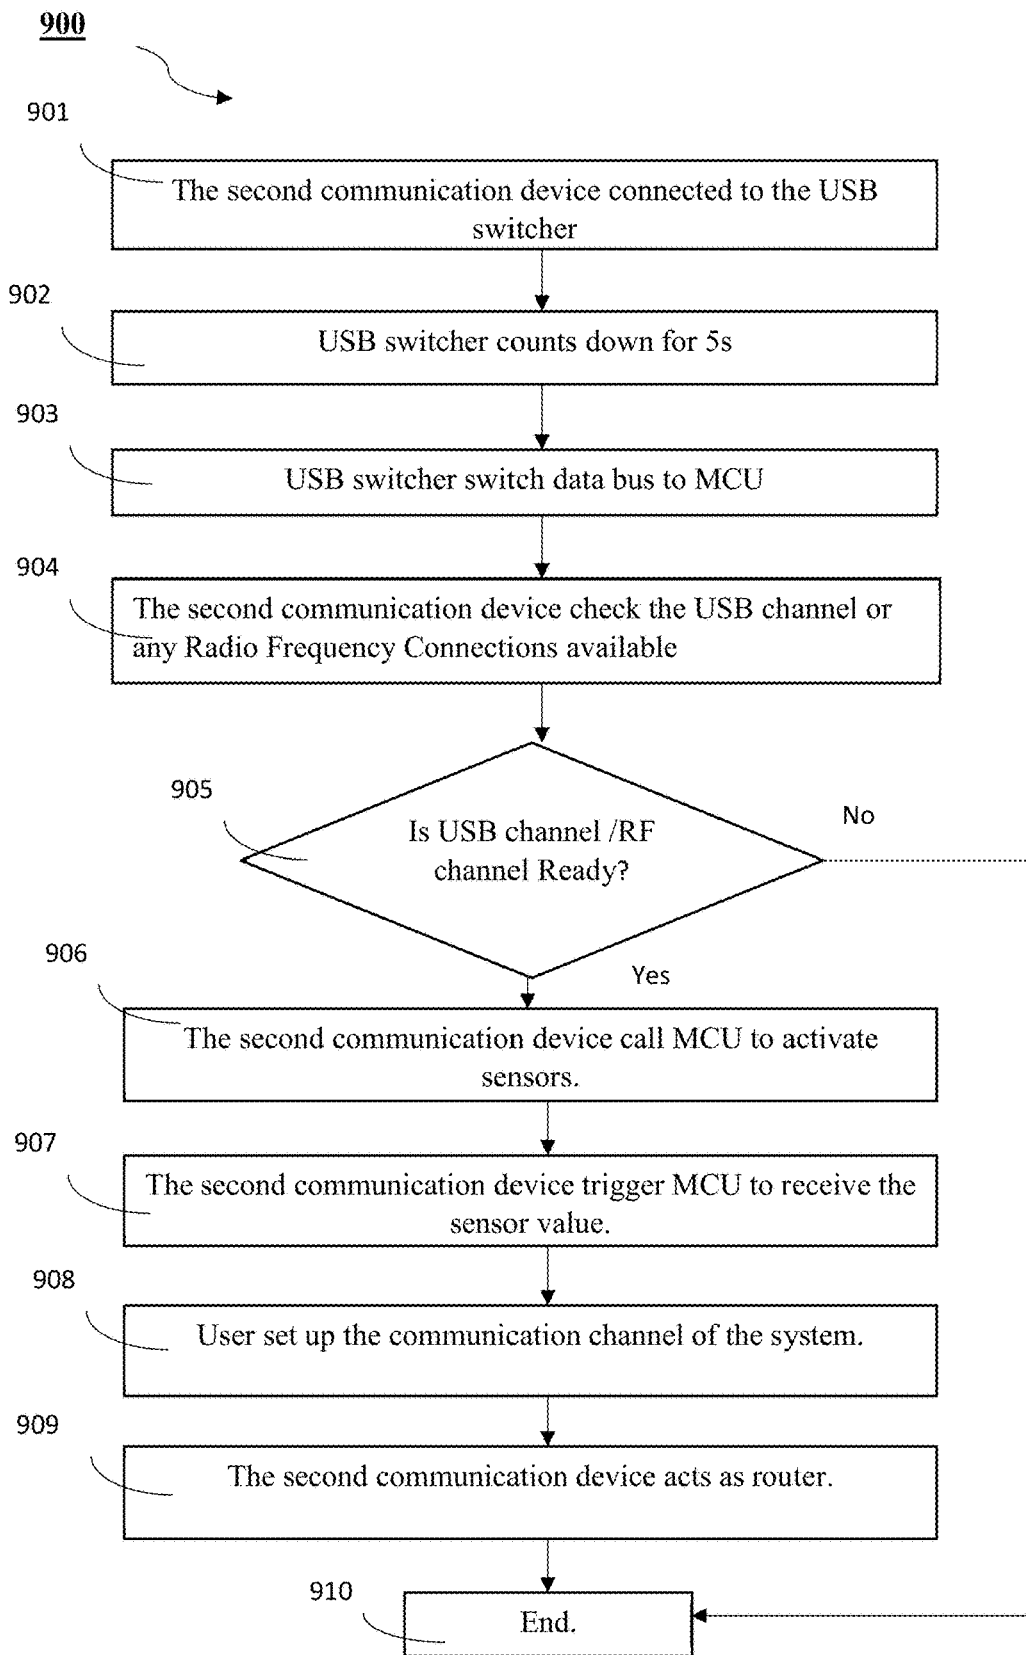 900
901
The second communication device connected to the USB
switcher
902
USB switcher counts down for 5s
903
USB switcher switch data bus to MCU
904
The second communication device check the USB channel or
any Radio Frequency Connections available
905
Is USB channel /RF
channel Ready?
No
906
Yes
The second communication device call MCU to activate
sensors.
907
The second communication device trigger MCU to receive the
sensor value.
908
User set up the communication channel of the system.
909
The second communication device acts as router.
910
End.